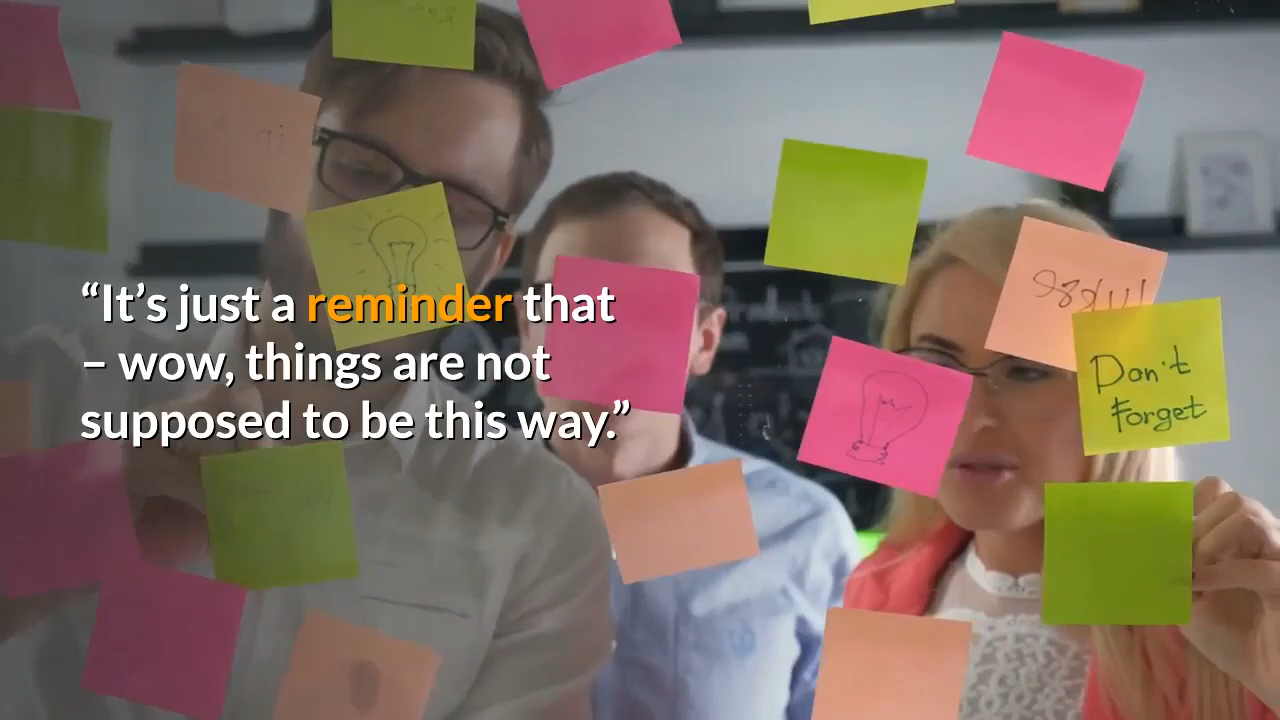 “It’s just a reminder that
– wow, things are not
supposed to be this way.”
Don't
Forget